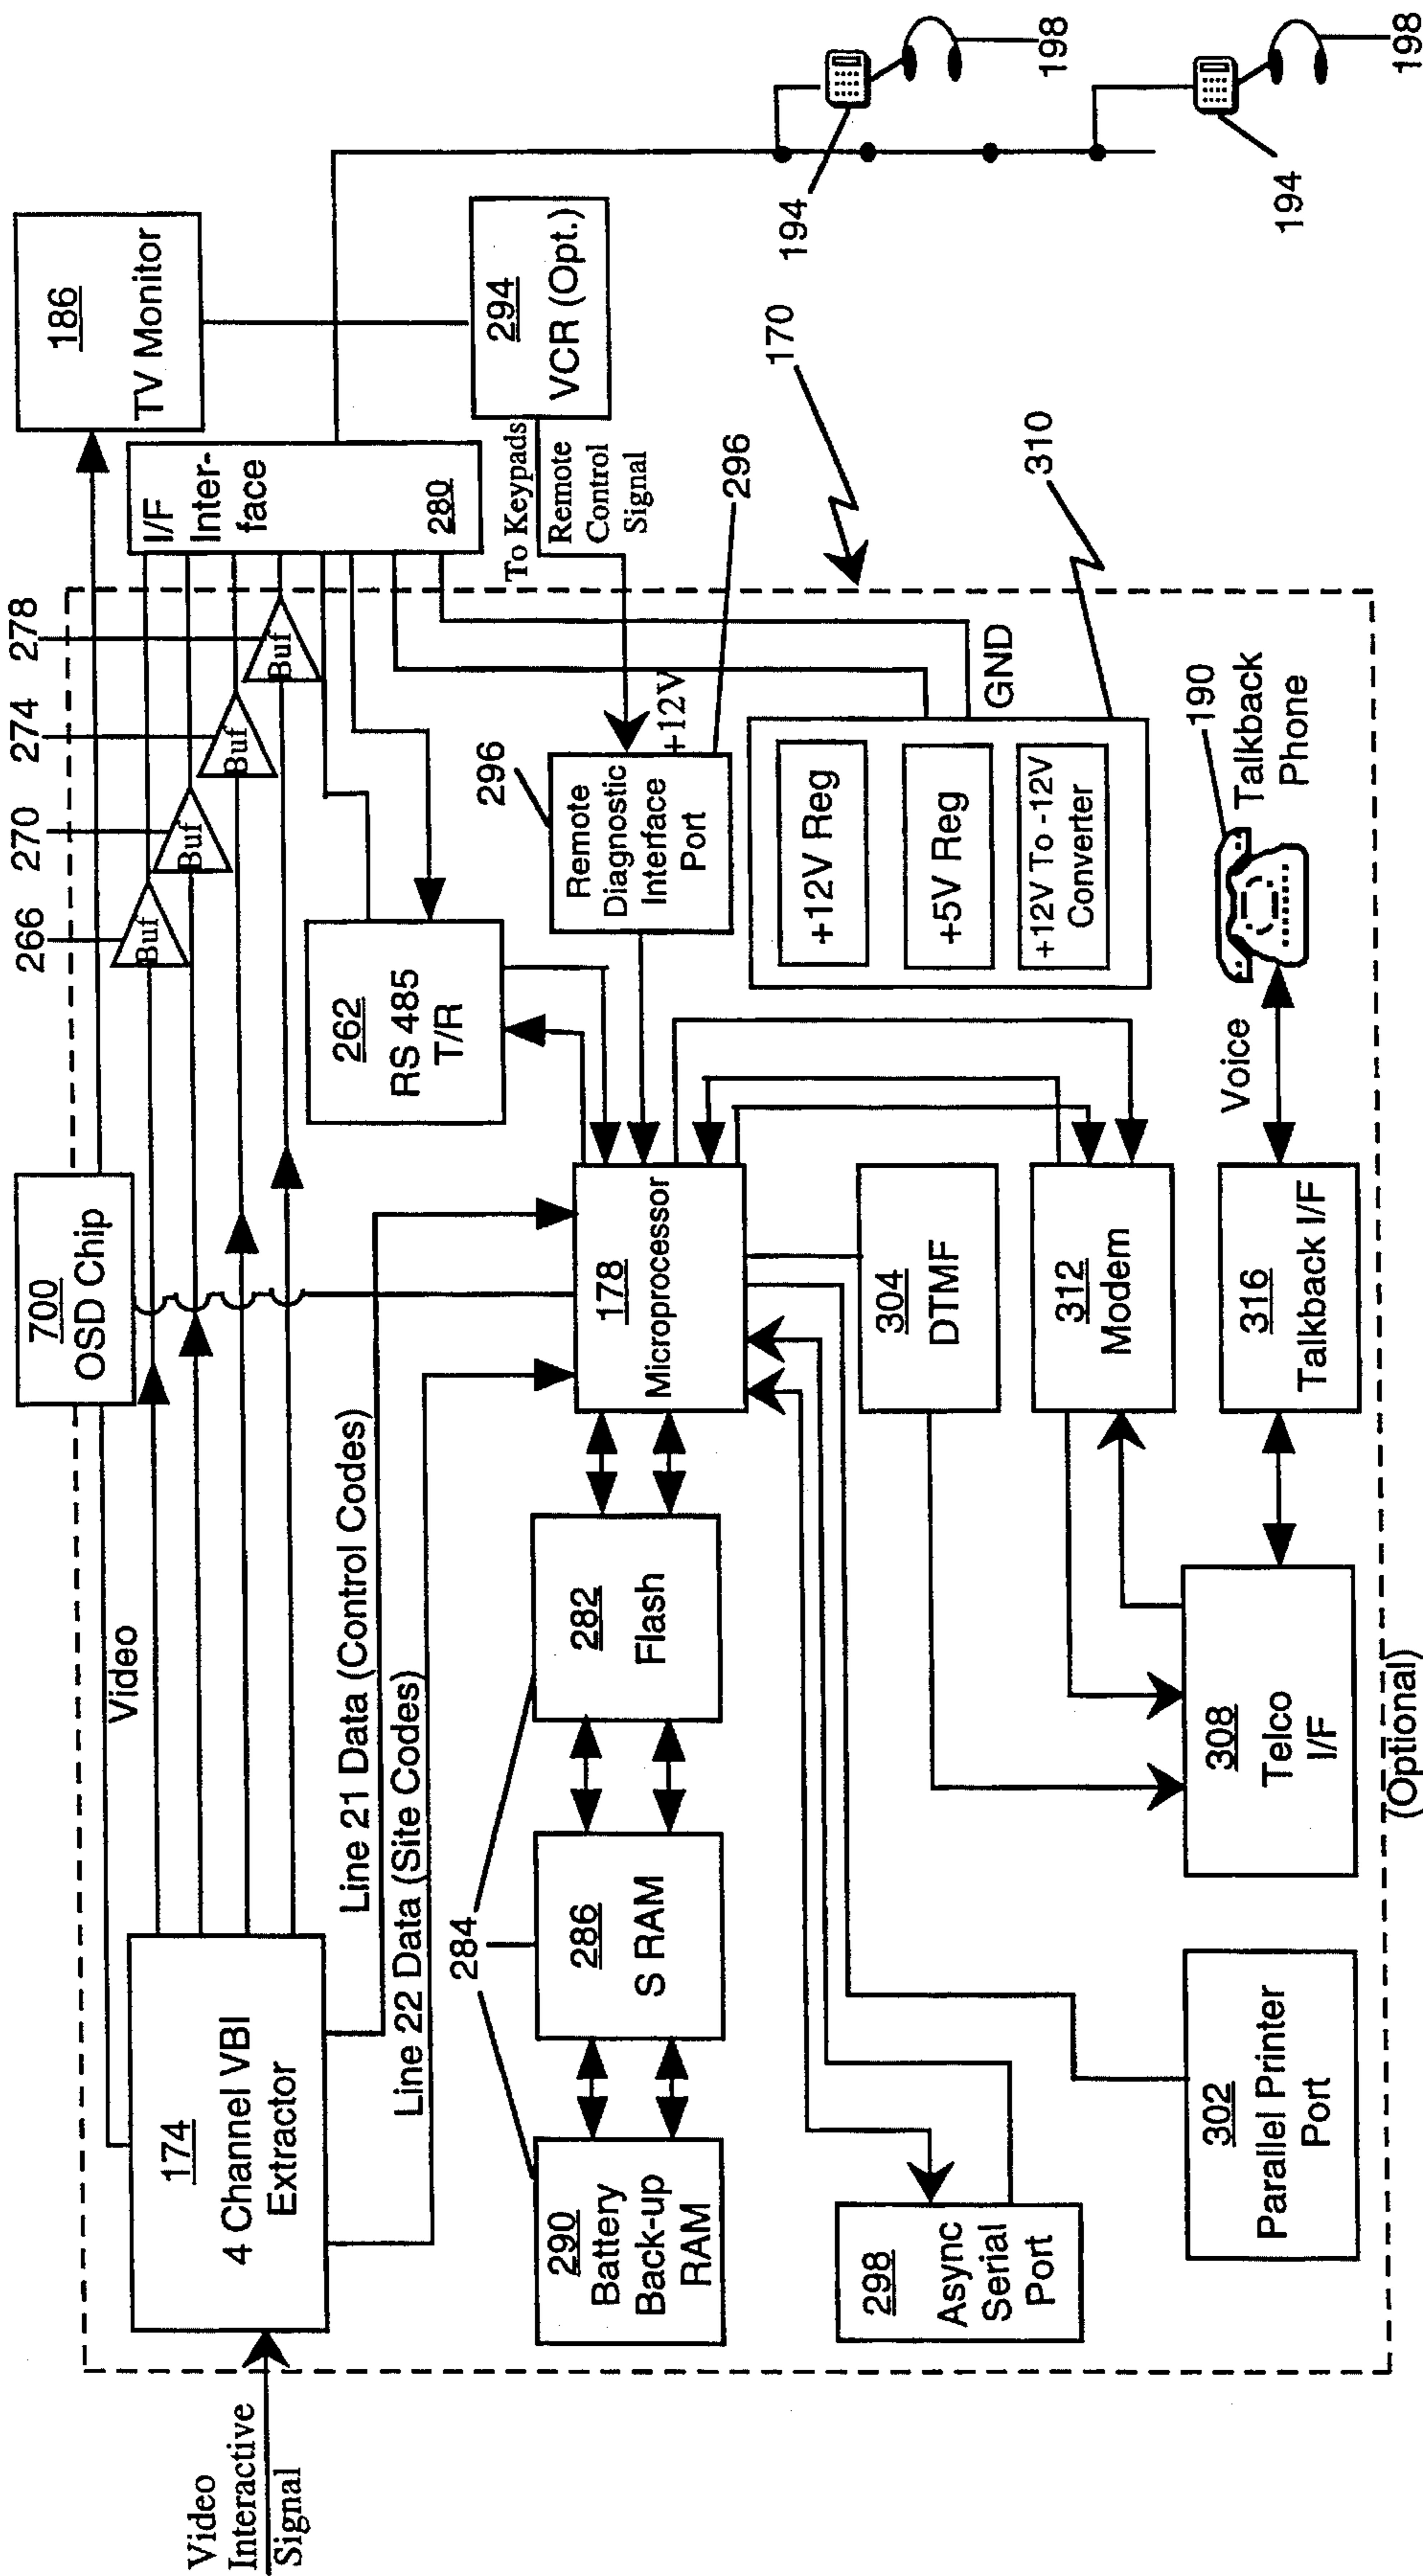 Video
Interactive
Signal
174
4 Channel VBI
Extractor
Video
700
OSD Chip
266
270
274
278
Buf
Buf
Buf
Buf
186
TV Monitor
I/F
Inter-
face
280
294
VCR (Opt.)
To Keypads
Remote
Control
Signal
296
296
Remote
Diagnostic
Interface
Port
+12V
GND
170
310
194
198
194
198
Line 21 Data (Control Codes)
Line 22 Data (Site Codes)
262
RS 485
T/R
284
290
Battery
Back-up
RAM
286
S RAM
282
Flash
178
Microprocessor
+12V Reg
+5V Reg
+12V To -12V
Converter
298
Async
Serial
Port
302
Parallel Printer
Port
304
DTMF
312
Modem
308
Telco
I/F
316
Talkback I/F
Voice
190
Talkback
Phone
(Optional)